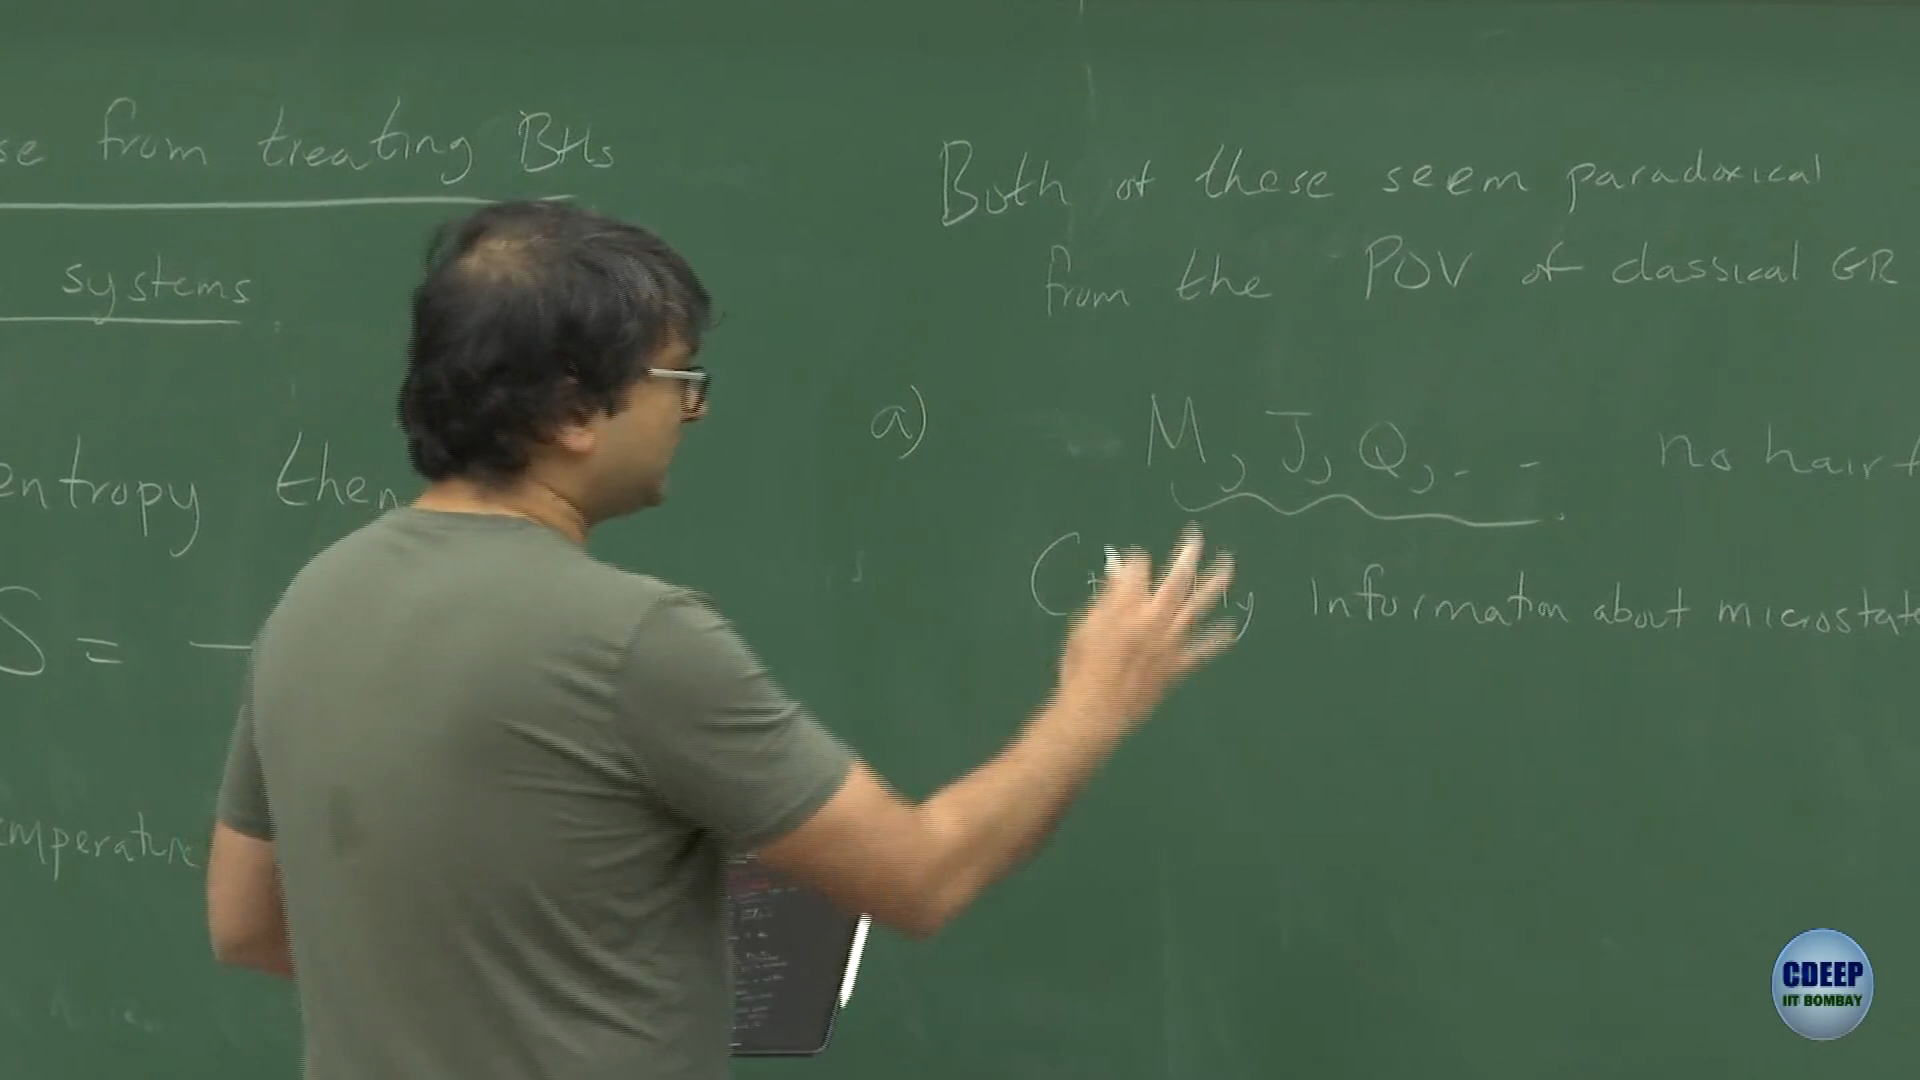 se from treating BHs
systems
entropy then
S =
emperature
Both of these seem paradoxical
from the POV of classical GR
a) M, J, Q, - - no hair t
Information about microstate
CDEEP
IIT BOMBAY